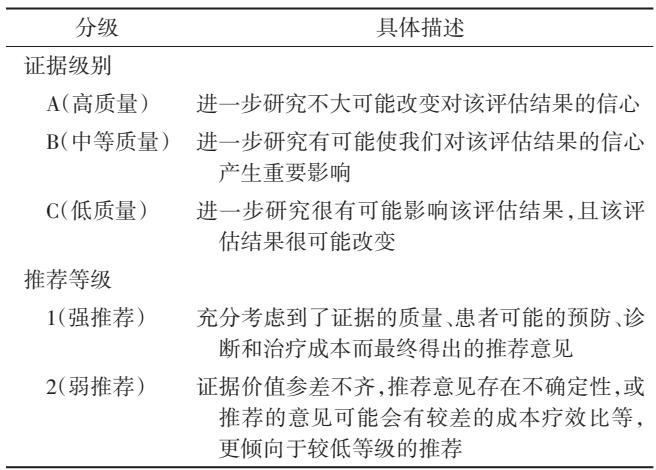 分级 具体描述
证据级别
A(高质量) 进一步研究不大可能改变对该评估结果的信心
B(中等质量) 进一步研究有可能使我们对该评估结果的信心
产生重要影响
C(低质量) 进一步研究很有可能影响该评估结果,且该评
估结果很可能改变
推荐等级
1(强推荐) 充分考虑到了证据的质量、患者可能的预防、诊
断和治疗成本而最终得出的推荐意见
2(弱推荐) 证据价值参差不齐,推荐意见存在不确定性,或
推荐的意见可能会有较差的成本疗效比等,
更倾向于较低等级的推荐